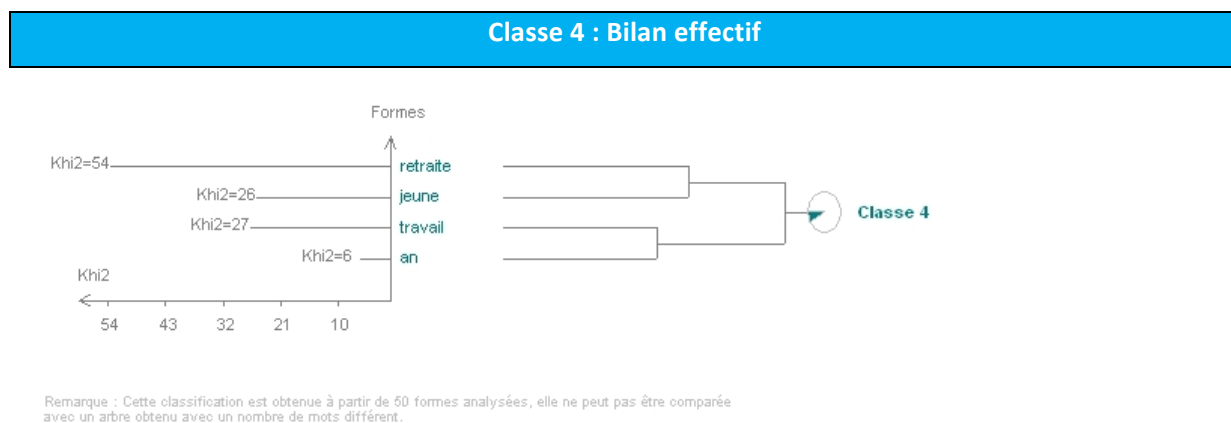 Classe 4 : Bilan effectif
Formes
Khi2=54 retraite
Khi2=26 jeune
Khi2=27 travail
Khi2=6 an
Classe 4
Khi2
54 43 32 21 10
Remarque : Cette classification est obtenue à partir de 50 formes analysées, elle ne peut pas être comparée
avec un arbre obtenu avec un nombre de mots différent.